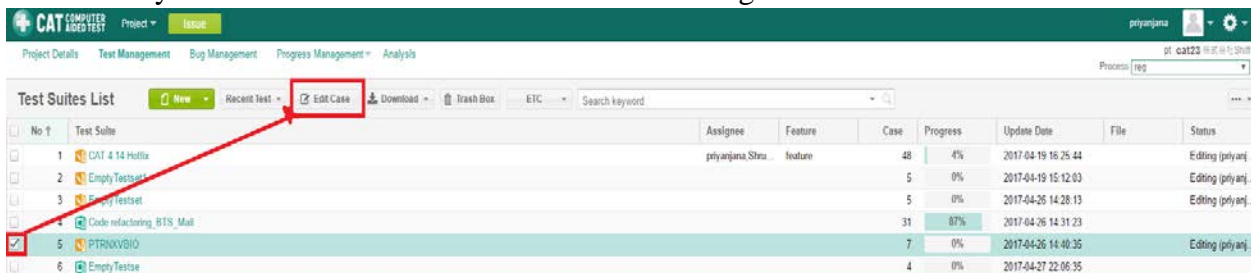 CAT COMPUTER AIDED TEST Project Issue priyanjana
Project Details Test Management Bug Management Progress Management Analysis pt cat23
Process reg
Test Suites List New Recent Test Edit Case Download Trash Box ETC Search keyword ...
No ↑ Test Suite Assignee Feature Case Progress Update Date File Status
1 CAT 4 14 Hotfix priyanjana,Shru... feature 48 4% 2017-04-19 16:25:44 Editing (priyanj
2 EmptyTestset 5 0% 2017-04-19 15:12:03 Editing (priyanj..
3 EmptyTestset 5 0% 2017-04-26 14:28:13 Editing (priyanj..
4 Code refactoring_BTS_Mail 31 87% 2017-04-26 14:31:23
5 PTRNXVBIO 7 0% 2017-04-26 14:40:35 Editing (priyanj..
6 EmptyTestse 4 0% 2017-04-27 22:06:35